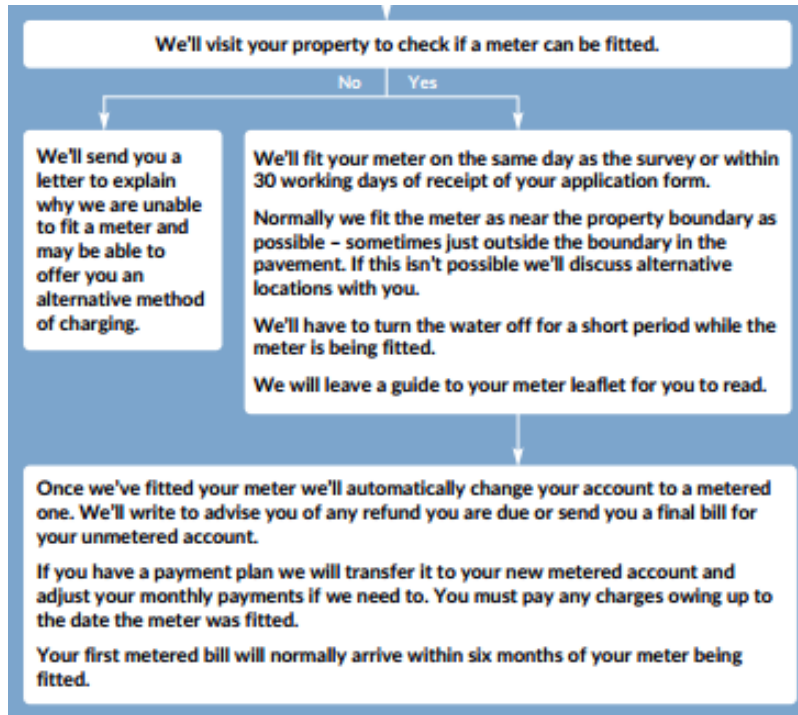 We'll visit your property to check if a meter can be fitted.
No
Yes
We'll send you a
letter to explain
why we are unable
to fit a meter and
may be able to
offer you an
alternative method
of charging.
We'll fit your meter on the same day as the survey or within
30 working days of receipt of your application form.
Normally we fit the meter as near the property boundary as
possible – sometimes just outside the boundary in the
pavement. If this isn't possible we'll discuss alternative
locations with you.
We'll have to turn the water off for a short period while the
meter is being fitted.
We will leave a guide to your meter leaflet for you to read.
Once we've fitted your meter we'll automatically change your account to a metered
one. We'll write to advise you of any refund you are due or send you a final bill for
your unmetered account.
If you have a payment plan we will transfer it to your new metered account and
adjust your monthly payments if we need to. You must pay any charges owing up to
the date the meter was fitted.
Your first metered bill will normally arrive within six months of your meter being
fitted.